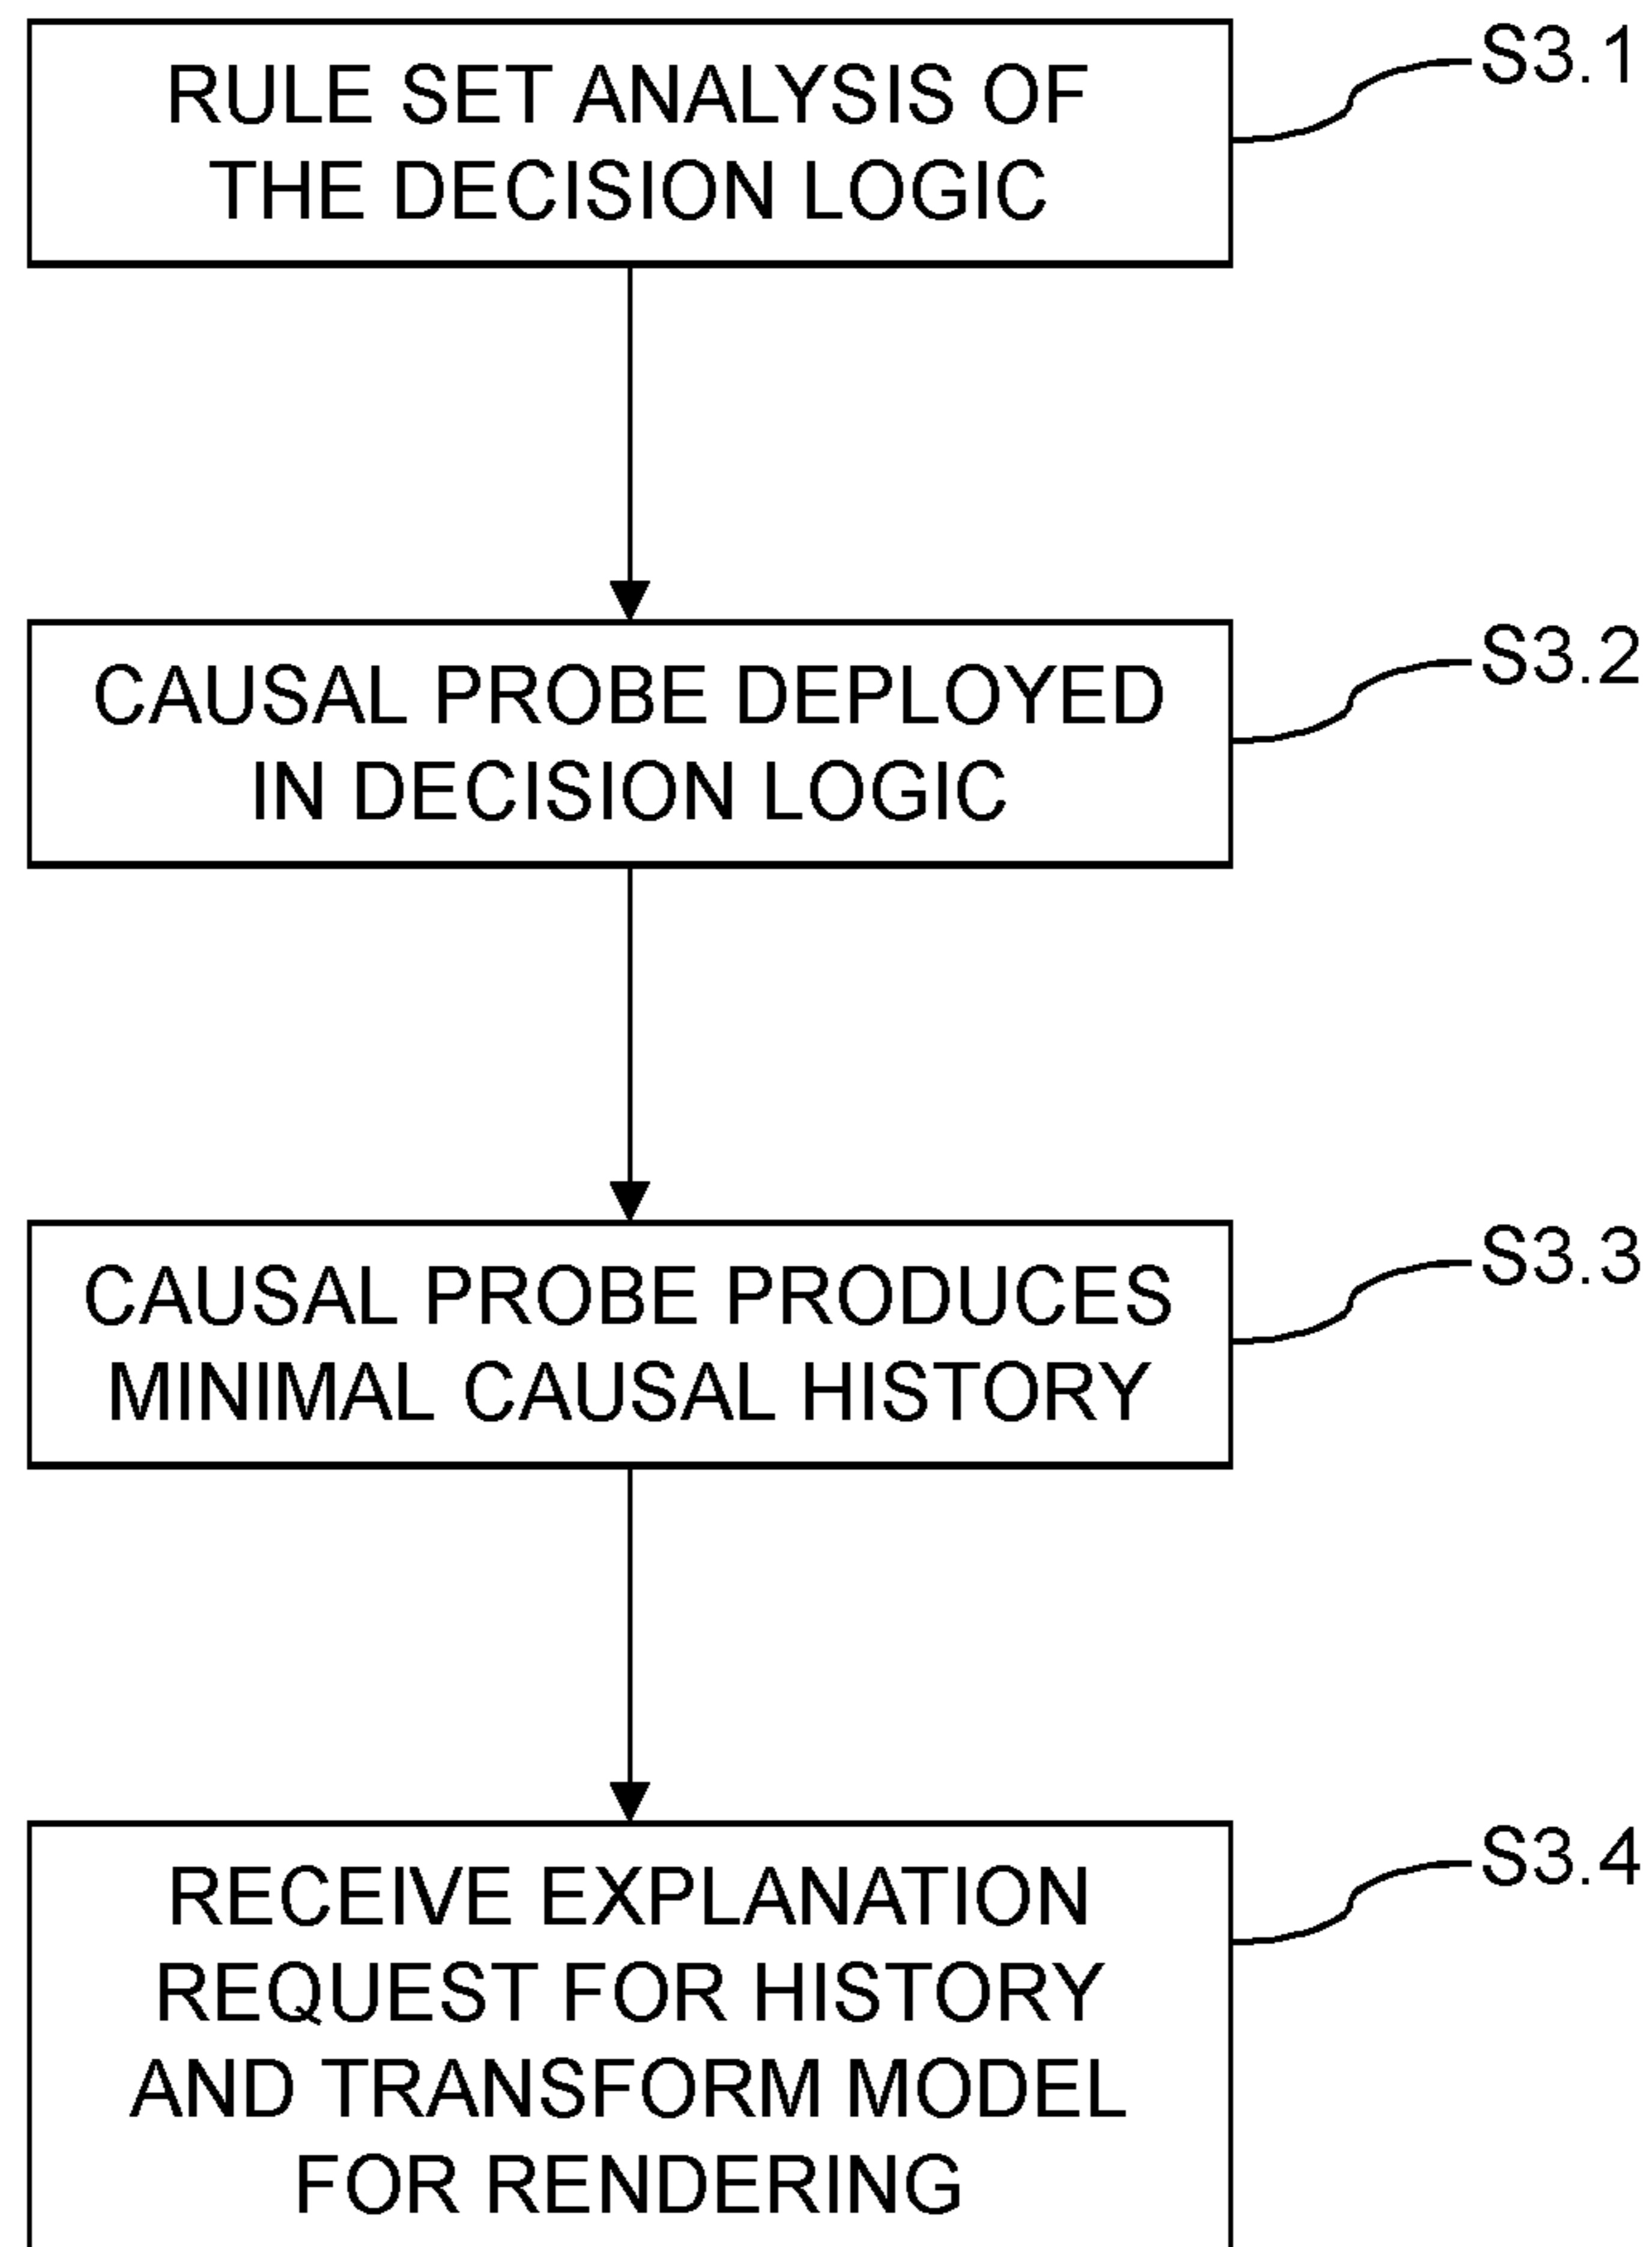 RULE SET ANALYSIS OF
THE DECISION LOGIC
S3.1
CAUSAL PROBE DEPLOYED
IN DECISION LOGIC
S3.2
CAUSAL PROBE PRODUCES
MINIMAL CAUSAL HISTORY
S3.3
RECEIVE EXPLANATION
REQUEST FOR HISTORY
AND TRANSFORM MODEL
FOR RENDERING
S3.4